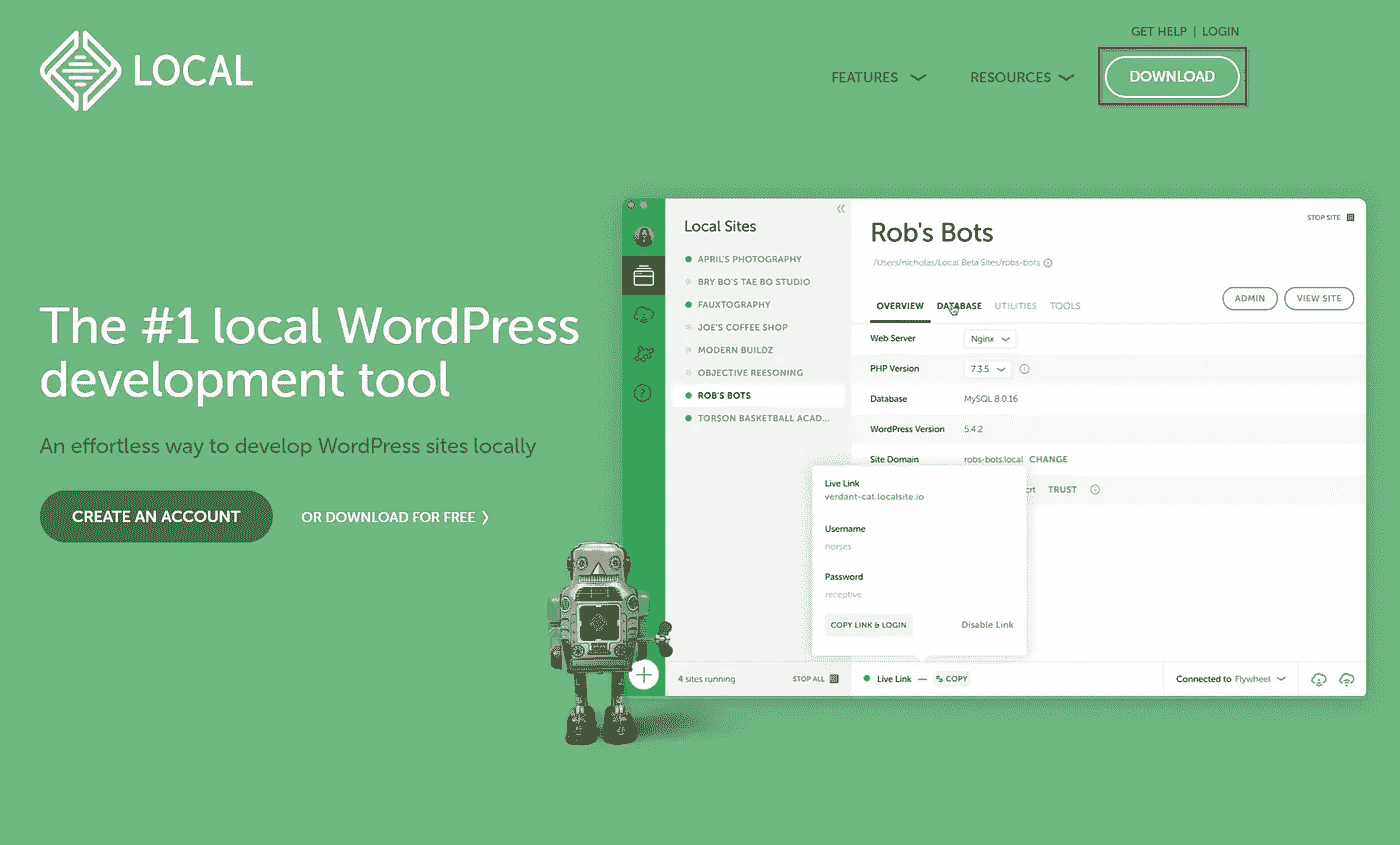 LOCAL
GET HELP | LOGIN
FEATURES
RESOURCES
DOWNLOAD
The #1 local WordPress
development tool
An effortless way to develop WordPress sites locally
CREATE AN ACCOUNT
OR DOWNLOAD FOR FREE
Local Sites
APRIL'S PHOTOGRAPHY
BRY BO'S TAE BO STUDIO
FAUXTOGRAPHY
JOE'S COFFEE SHOP
MODERN BUILDZ
OBJECTIVE REESONING
ROB'S BOTS
TORSON BASKETBALL ACAD...
4 sites running
STOP ALL
Rob's Bots
STOP SITE
/Users/nicholas/Local Beta Sites/robs-bots
OVERVIEW DATABASE UTILITIES TOOLS
ADMIN
VIEW SITE
Web Server Nginx
PHP Version 7.3.5
Database MySQL 8.0.16
WordPress Version 5.4.2
Site Domain robs-bots.local CHANGE
TRUST
Live Link
verdant-cat.localsite.io
Username
horses
Password
receptive
COPY LINK & LOGIN
Disable Link
Live Link — COPY
Connected to Flywheel